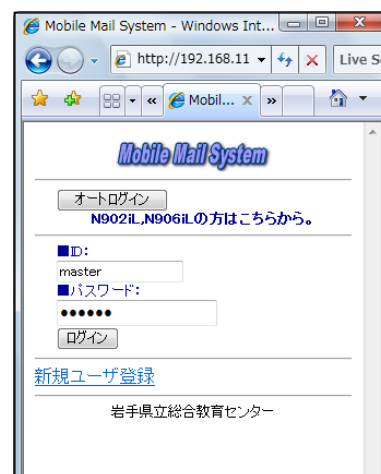 Mobile Mail System - Windows Int...
http://192.168.11
Live S
Mobil...
Mobile Mail System
オートログイン
N902iL,N906iLの方はこちらから。
■ID:
master
■パスワード:
●●●●●●
ログイン
新規ユーザ登録
岩手県立総合教育センター